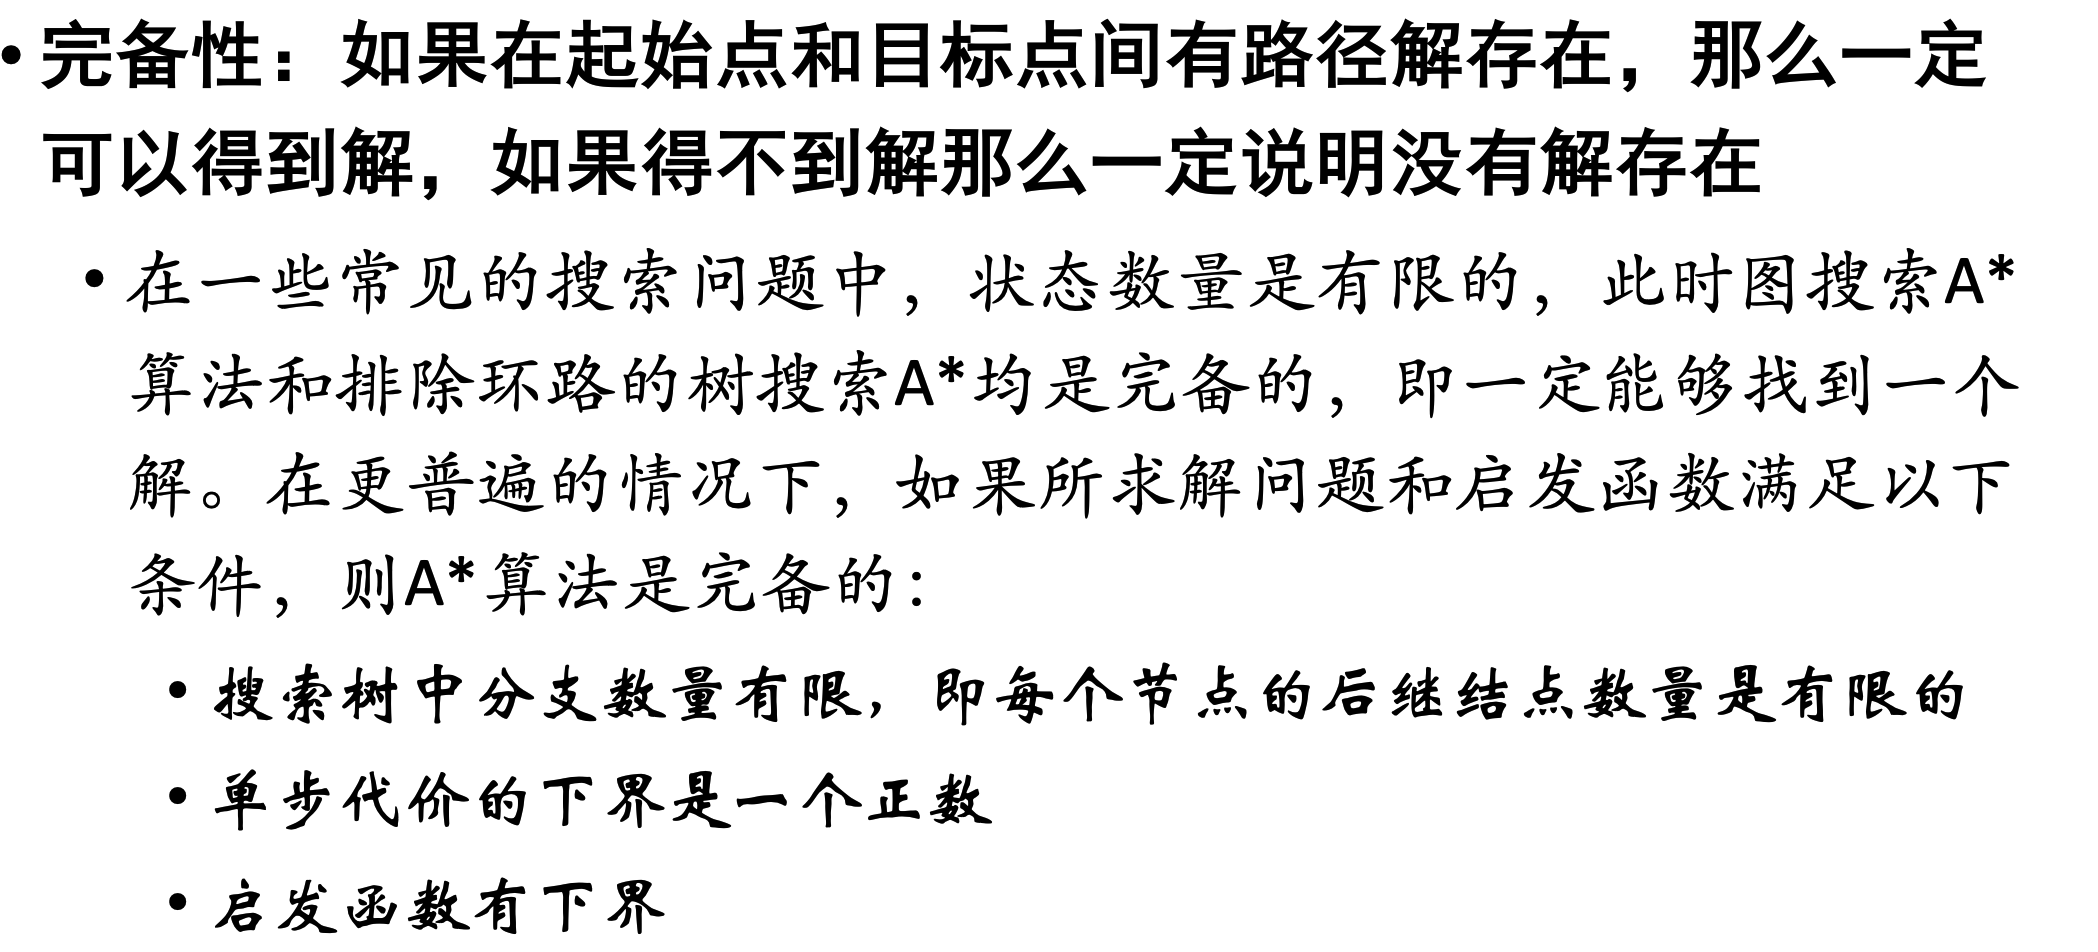 • 完备性：如果在起始点和目标点间有路径解存在，那么一定
可以得到解，如果得不到解那么一定说明没有解存在
• 在一些常见的搜索问题中，状态数量是有限的，此时图搜索A*
算法和排除环路的树搜索A*均是完备的，即一定能够找到一个
解。在更普遍的情况下，如果所求解问题和启发函数满足以下
条件，则A*算法是完备的：
• 搜索树中分支数量有限，即每个节点的后继结点数量是有限的
• 单步代价的下界是一个正数
• 启发函数有下界